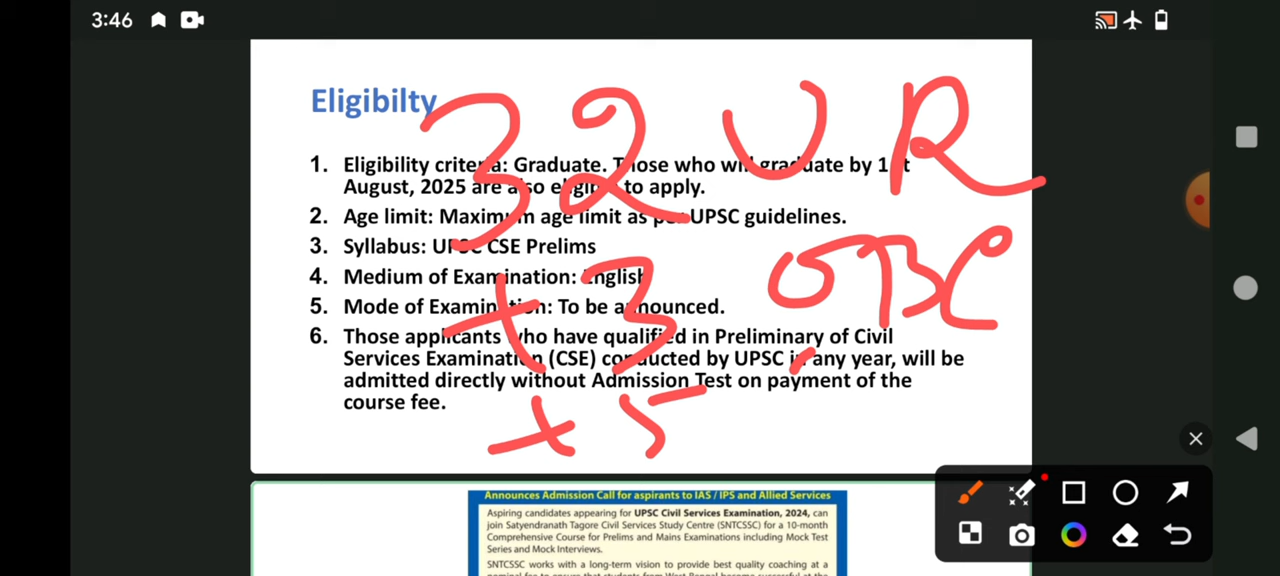 3:46
Eligibilty
32 UR
1. Eligibility criteria: Graduate. Those who will graduate by 1st
August, 2025 are also eligible to apply.
2. Age limit: Maximum age limit as per UPSC guidelines.
3. Syllabus: UPSC CSE Prelims
4. Medium of Examination: English
+3 OBC
5. Mode of Examination: To be announced.
6. Those applicants who have qualified in Preliminary of Civil
Services Examination (CSE) conducted by UPSC in any year, will be
admitted directly without Admission Test on payment of the
course fee.
+5
Announces Admission Call for aspirants to IAS / IPS and Allied Services
Aspiring candidates appearing for UPSC Civil Services Examination, 2024, can
join Satyendranath Tagore Civil Services Study Centre (SNTCSSC) for a 10-month
Comprehensive Course for Prelims and Mains Examinations including Mock Test
Series and Mock Interviews.
SNTCSSC works with a long-term vision to provide best quality coaching at a